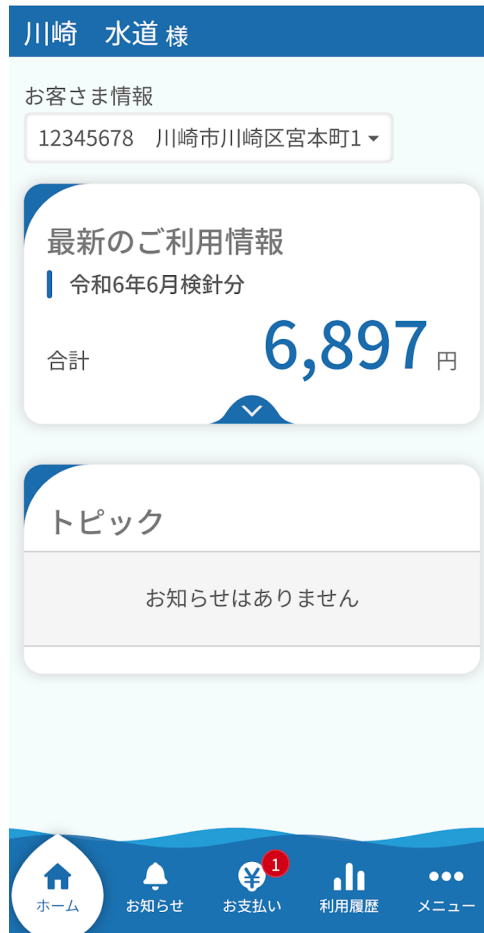 川崎　水道 様
お客さま情報
12345678　川崎市川崎区宮本町1
最新のご利用情報
令和6年6月検針分
合計 6,897 円
トピック
お知らせはありません
1
ホーム お知らせ お支払い 利用履歴 メニュー